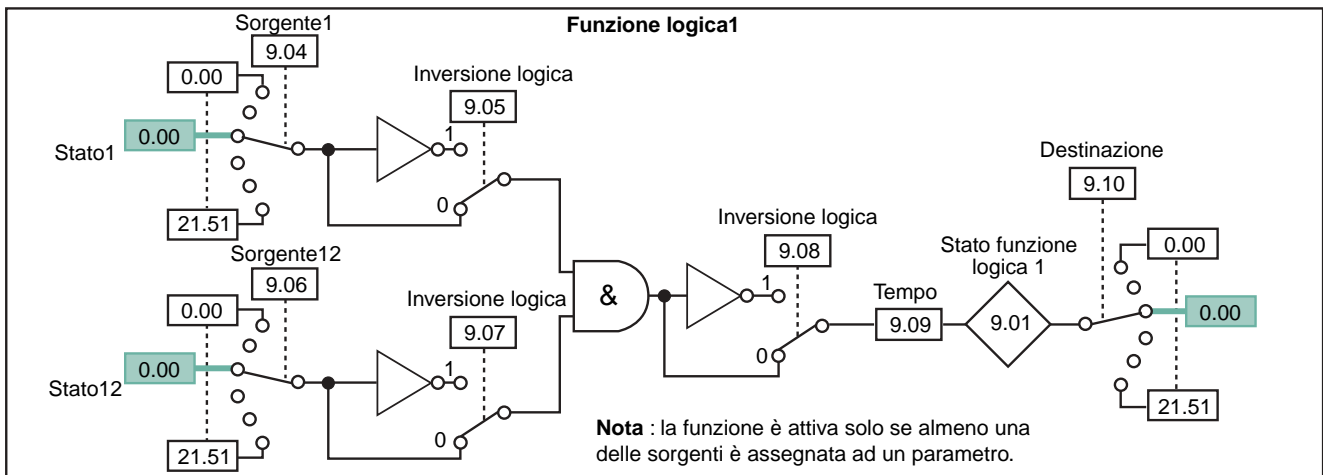 Funzione logica1
Sorgente1
9.04
0.00
Inversione logica
9.05
0.00
Stato1
1
0
21.51
Sorgente12
9.06
0.00
Inversione logica
9.07
0.00
Stato12
1
0
21.51
&
Inversione logica
9.08
1
0
Tempo
9.09
Stato funzione
logica 1
9.01
Destinazione
9.10
0.00
0.00
21.51
Nota : la funzione è attiva solo se almeno una
delle sorgenti è assegnata ad un parametro.